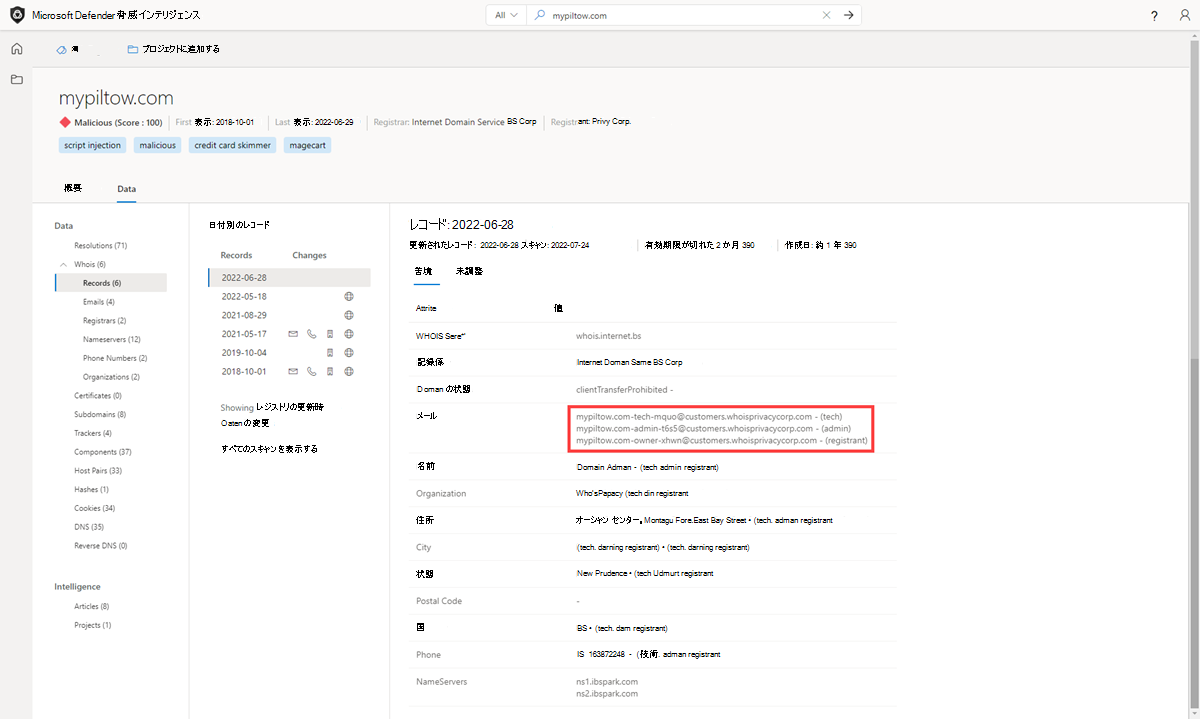 Microsoft Defender 脅威インテリジェンス
All
mypiltow.com
?
プロジェクトに追加する
mypiltow.com
Malicious (Score : 100)
First 表示: 2018-10-01
Last 表示: 2022-06-29
Registrar: Internet Domain Service BS Corp
Registrant: Privy Corp.
script injection
malicious
credit card skimmer
magecart
概要
Data
Data
Resolutions (71)
Whois (6)
Records (6)
Emails (4)
Registrars (2)
Nameservers (12)
Phone Numbers (2)
Organizations (2)
Certificates (0)
Subdomains (8)
Trackers (4)
Components (37)
Host Pairs (33)
Hashes (1)
Cookies (34)
DNS (35)
Reverse DNS (0)
Intelligence
Articles (8)
Projects (1)
日付別のレコード
Records Changes
2022-06-28
2022-05-18
2021-08-29
2021-05-17
2019-10-04
2018-10-01
Showing レジストリの更新時
Oaten の変更
すべてのスキャンを表示する
レコード: 2022-06-28
更新されたレコード: 2022-06-28 スキャン: 2022-07-24
有効期限が切れた 2 か月 390
作成日: 約 1 年 390
苦境
未調整
Attrite 値
WHOIS Sere whois.internet.bs
記録係 Internet Doman Same BS Corp
Doman の状態 clientTransferProhibited -
メール mypiltow.com-tech-mquo@customers.whoisprivacycorp.com - (tech)
mypiltow.com-admin-t6s5@customers.whoisprivacycorp.com - (admin)
mypiltow.com-owner-xhwn@customers.whoisprivacycorp.com - (registrant)
名前 Domain Adman - (tech admin registrant)
Organization Who'sPapacy (tech din registrant
住所 オーシャン センター。Montagu Fore.East Bay Street • (tech. adman registrant
City (tech. darning registrant) • (tech. darning registrant)
状態 New Prudence • (tech Udmurt registrant
Postal Code -
国 BS • (tech. dam registrant)
Phone IS 163872248 - (技術. adman registrant
NameServers ns1.ibspark.com
ns2.ibspark.com